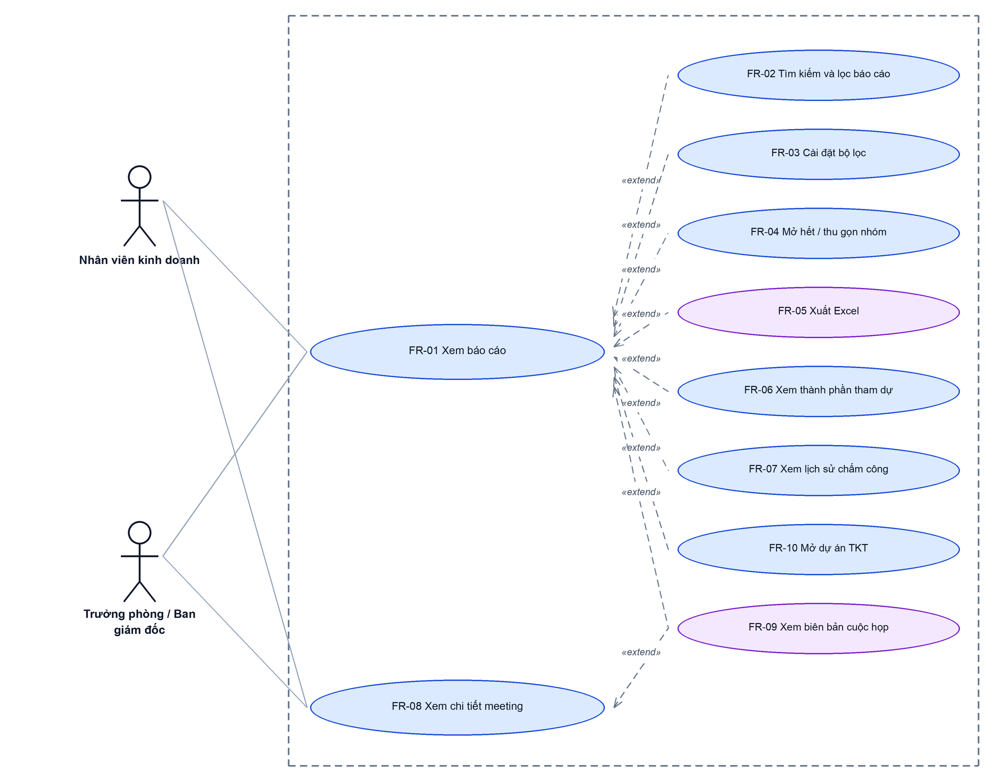 FR-02 Tìm kiếm và lọc báo cáo
FR-03 Cài đặt bộ lọc
«extend»
«extend»
FR-04 Mở hết / thu gọn nhóm
Nhân viên kinh doanh
«extend»
FR-05 Xuất Excel
«extend»
FR-01 Xem báo cáo
«extend»
FR-06 Xem thành phần tham dự
«extend»
«extend»
FR-07 Xem lịch sử chấm công
«extend»
FR-10 Mở dự án TKT
Trưởng phòng / Ban
giám đốc
FR-09 Xem biên bản cuộc họp
«extend»
FR-08 Xem chi tiết meeting